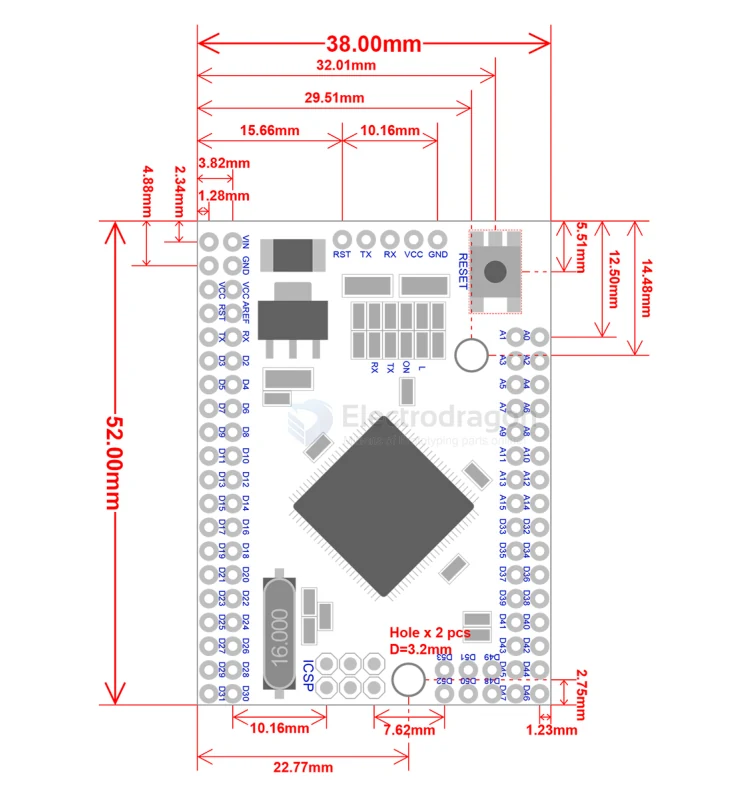 38.00mm
32.01mm
29.51mm
15.66mm
10.16mm
3.82mm
1.28mm
4.88mm
2.34mm
5.51mm
12.50mm
14.48mm
52.00mm
VIN
GND
VCC VCC
RST AREF
TX RX
D3 D2
D5 D4
D7 D6
D9 D8
D11 D10
D13 D12
D15 D14
D17 D16
D19 D18
D21 D20
D23 D22
D25 D24
D27 D26
D29 D28
D31 D30
RST TX RX VCC GND
RESET
RX TX ON L
Electrodragon
A1 A0
A3 A2
A5 A4
A7 A6
A9 A8
A11 A10
A13 A12
A15 A14
D33 D32
D35 D34
D37 D36
D39 D38
D41 D40
D43 D42
D45 D44
D47 D46
16.000
ICSP
Hole x 2 pcs
D=3.2mm
D53 D51 D49
D52 D50 D48
2.75mm
10.16mm
7.62mm
1.23mm
22.77mm